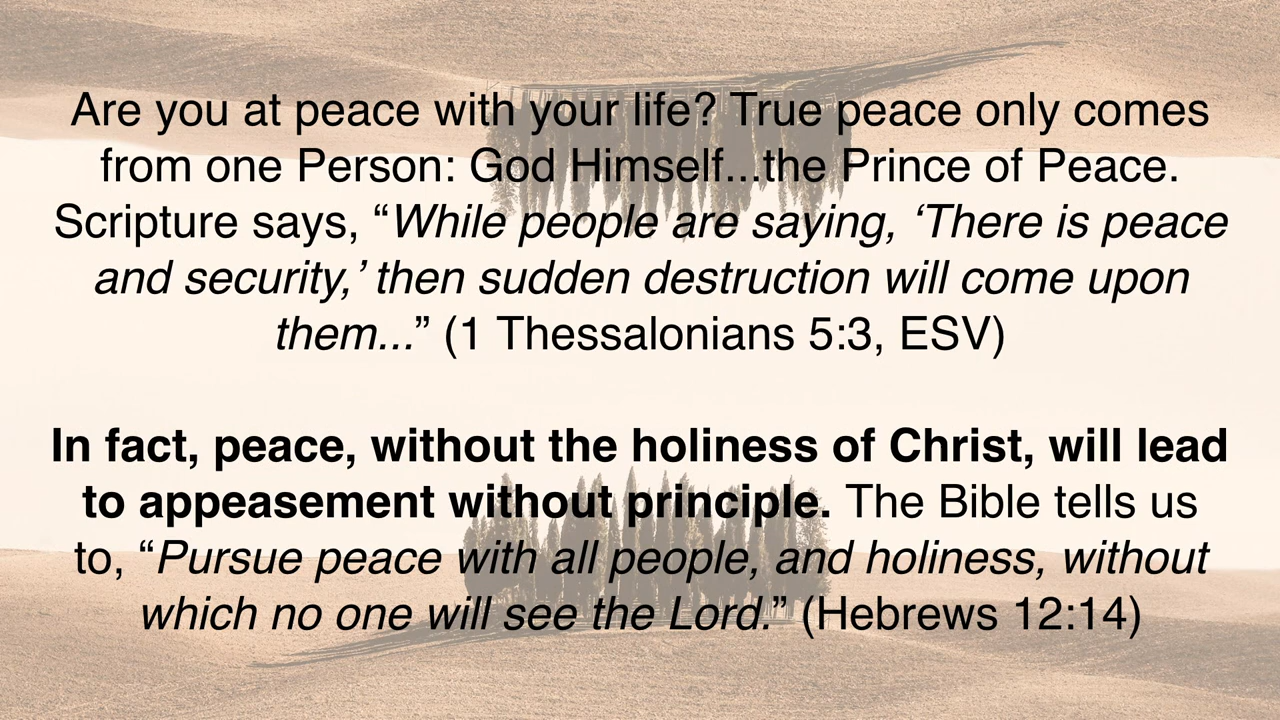 Are you at peace with your life? True peace only comes
from one Person: God Himself...the Prince of Peace.
Scripture says, “While people are saying, ‘There is peace
and security,’ then sudden destruction will come upon
them...” (1 Thessalonians 5:3, ESV)
In fact, peace, without the holiness of Christ, will lead
to appeasement without principle. The Bible tells us
to, “Pursue peace with all people, and holiness, without
which no one will see the Lord.” (Hebrews 12:14)